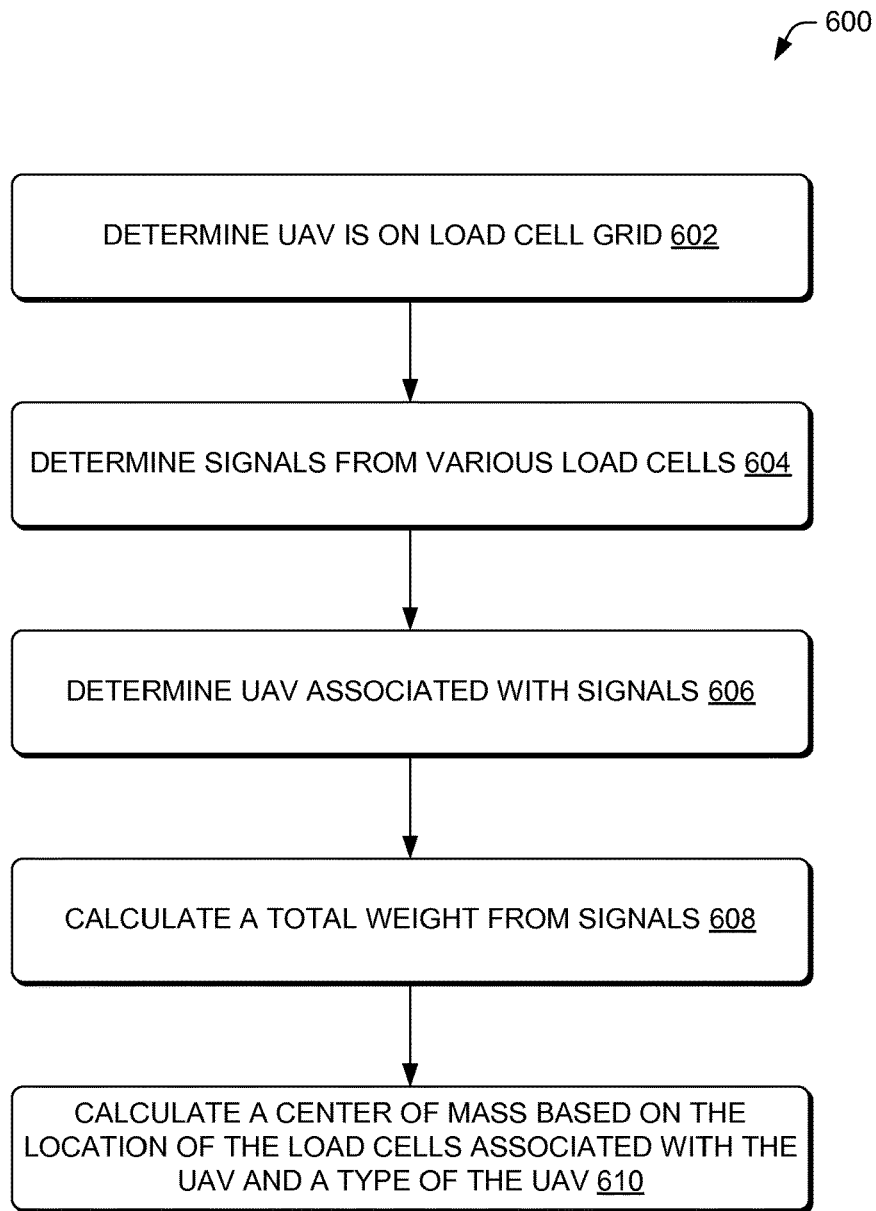 600
DETERMINE UAV IS ON LOAD CELL GRID 602
DETERMINE SIGNALS FROM VARIOUS LOAD CELLS 604
DETERMINE UAV ASSOCIATED WITH SIGNALS 606
CALCULATE A TOTAL WEIGHT FROM SIGNALS 608
CALCULATE A CENTER OF MASS BASED ON THE
LOCATION OF THE LOAD CELLS ASSOCIATED WITH THE
UAV AND A TYPE OF THE UAV 610